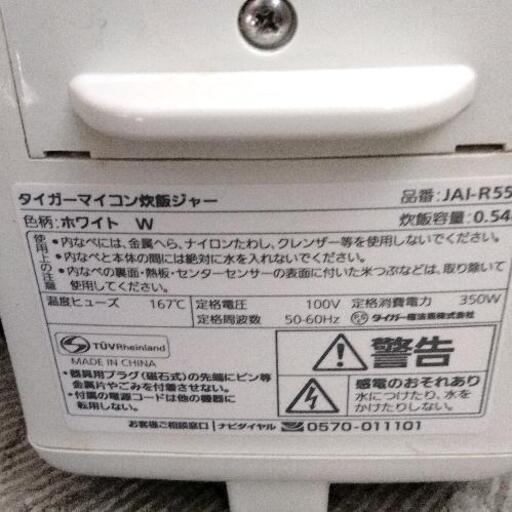 タイガーマイコン炊飯ジャー 品番:JAI-R55
色柄:ホワイト W 炊飯容量:0.54
使用上の注意
•内なべには、金属へら、ナイロンたわし、クレンザー等を使用しないでください。
•内なべと本体の間には絶対に水を入れないでください。
•内なべの裏面・熱板・センターセンサーの表面に付いた米つぶなどは、取り除いて
使用してください。
温度ヒューズ 167℃ 定格電圧 100V 定格消費電力 350W
定格周波数 50-60Hz タイガー魔法瓶株式会社
TÜVRheinland
MADE IN CHINA
•器具用プラグ(磁石式)の先端にピン等
金属片やごみを付着させない。
•付属の電源コードは他の機器に
転用しない。
警告
感電のおそれあり
水につけたり、水を
かけたりしない。
お客様ご相談窓口 ナビダイヤル 0570-011101